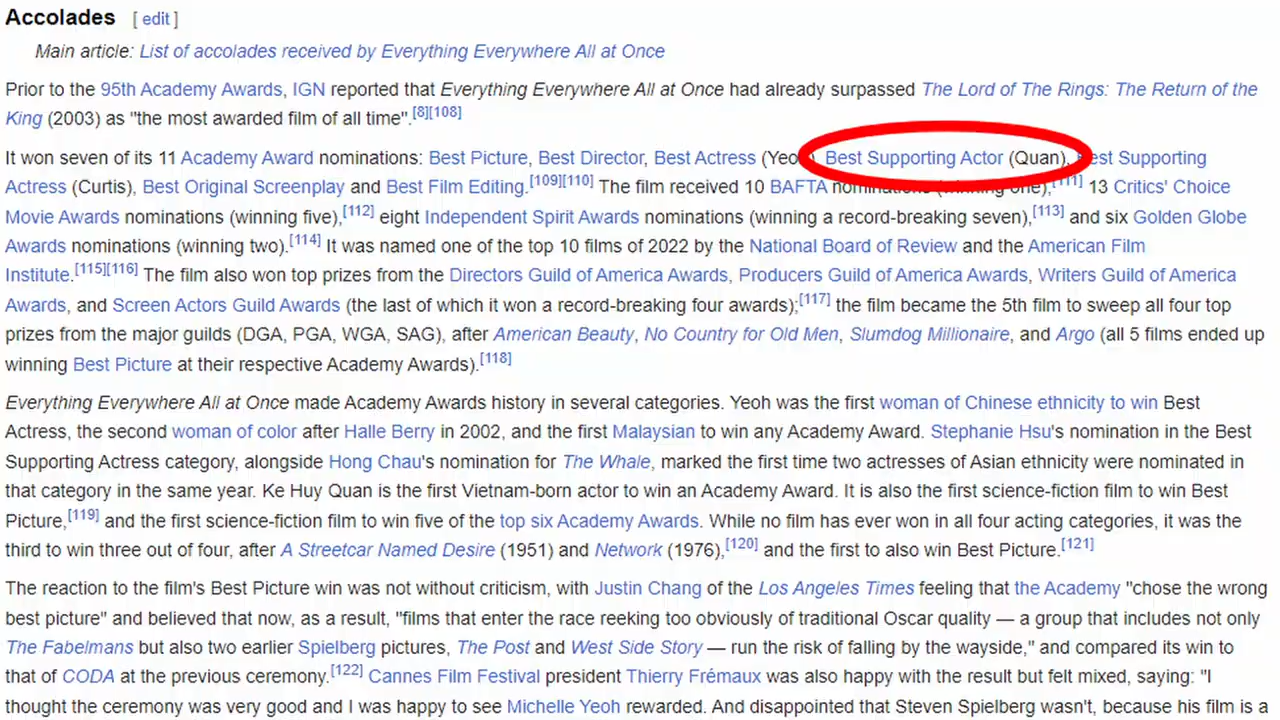 Accolades [ edit ]
Main article: List of accolades received by Everything Everywhere All at Once
Prior to the 95th Academy Awards, IGN reported that Everything Everywhere All at Once had already surpassed The Lord of The Rings: The Return of the
King (2003) as "the most awarded film of all time".[8][108]
It won seven of its 11 Academy Award nominations: Best Picture, Best Director, Best Actress (Yeoh), Best Supporting Actor (Quan), Best Supporting
Actress (Curtis), Best Original Screenplay and Best Film Editing.[109][110] The film received 10 BAFTA nominations (winning one),[111] 13 Critics' Choice
Movie Awards nominations (winning five),[112] eight Independent Spirit Awards nominations (winning a record-breaking seven),[113] and six Golden Globe
Awards nominations (winning two).[114] It was named one of the top 10 films of 2022 by the National Board of Review and the American Film
Institute.[115][116] The film also won top prizes from the Directors Guild of America Awards, Producers Guild of America Awards, Writers Guild of America
Awards, and Screen Actors Guild Awards (the last of which it won a record-breaking four awards);[117] the film became the 5th film to sweep all four top
prizes from the major guilds (DGA, PGA, WGA, SAG), after American Beauty, No Country for Old Men, Slumdog Millionaire, and Argo (all 5 films ended up
winning Best Picture at their respective Academy Awards).[118]
Everything Everywhere All at Once made Academy Awards history in several categories. Yeoh was the first woman of Chinese ethnicity to win Best
Actress, the second woman of color after Halle Berry in 2002, and the first Malaysian to win any Academy Award. Stephanie Hsu's nomination in the Best
Supporting Actress category, alongside Hong Chau's nomination for The Whale, marked the first time two actresses of Asian ethnicity were nominated in
that category in the same year. Ke Huy Quan is the first Vietnam-born actor to win an Academy Award. It is also the first science-fiction film to win Best
Picture,[119] and the first science-fiction film to win five of the top six Academy Awards. While no film has ever won in all four acting categories, it was the
third to win three out of four, after A Streetcar Named Desire (1951) and Network (1976),[120] and the first to also win Best Picture.[121]
The reaction to the film's Best Picture win was not without criticism, with Justin Chang of the Los Angeles Times feeling that the Academy "chose the wrong
best picture" and believed that now, as a result, "films that enter the race reeking too obviously of traditional Oscar quality — a group that includes not only
The Fabelmans but also two earlier Spielberg pictures, The Post and West Side Story — run the risk of falling by the wayside," and compared its win to
that of CODA at the previous ceremony.[122] Cannes Film Festival president Thierry Frémaux was also happy with the result but felt mixed, saying: "I
thought the ceremony was very good and I was happy to see Michelle Yeoh rewarded. And disappointed that Steven Spielberg wasn't, because his film is a